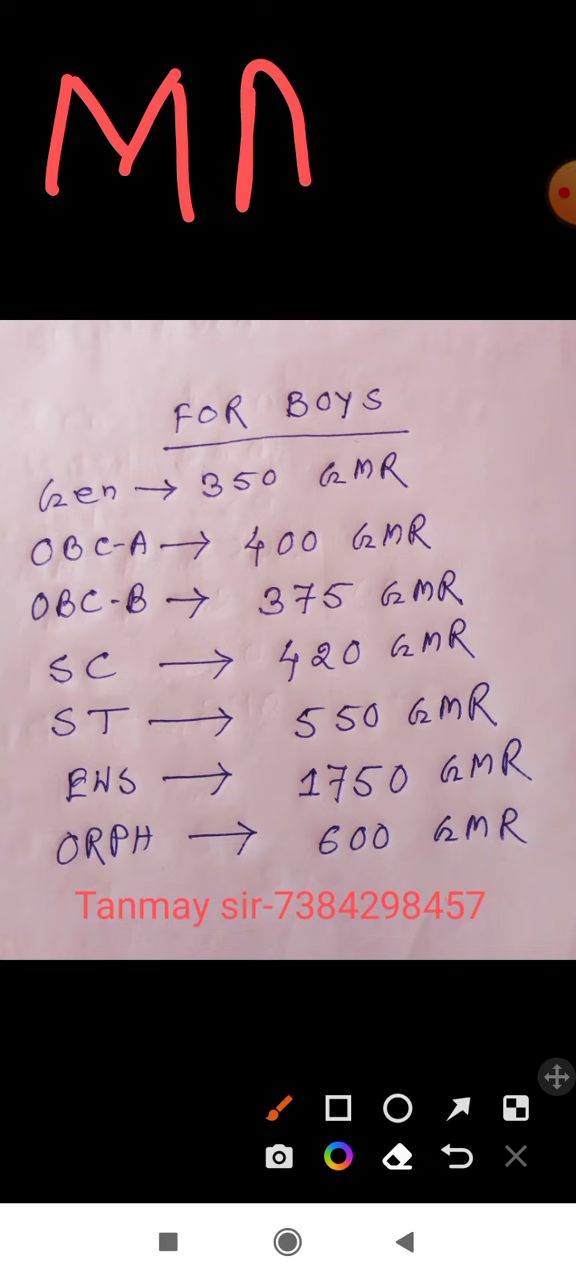 MN
FOR BOYS
Gen → 350 GMR
OBC-A → 400 GMR
OBC-B → 375 GMR
SC → 420 GMR
ST → 550 GMR
EWS → 1750 GMR
ORPH → 600 GMR
Tanmay sir-7384298457